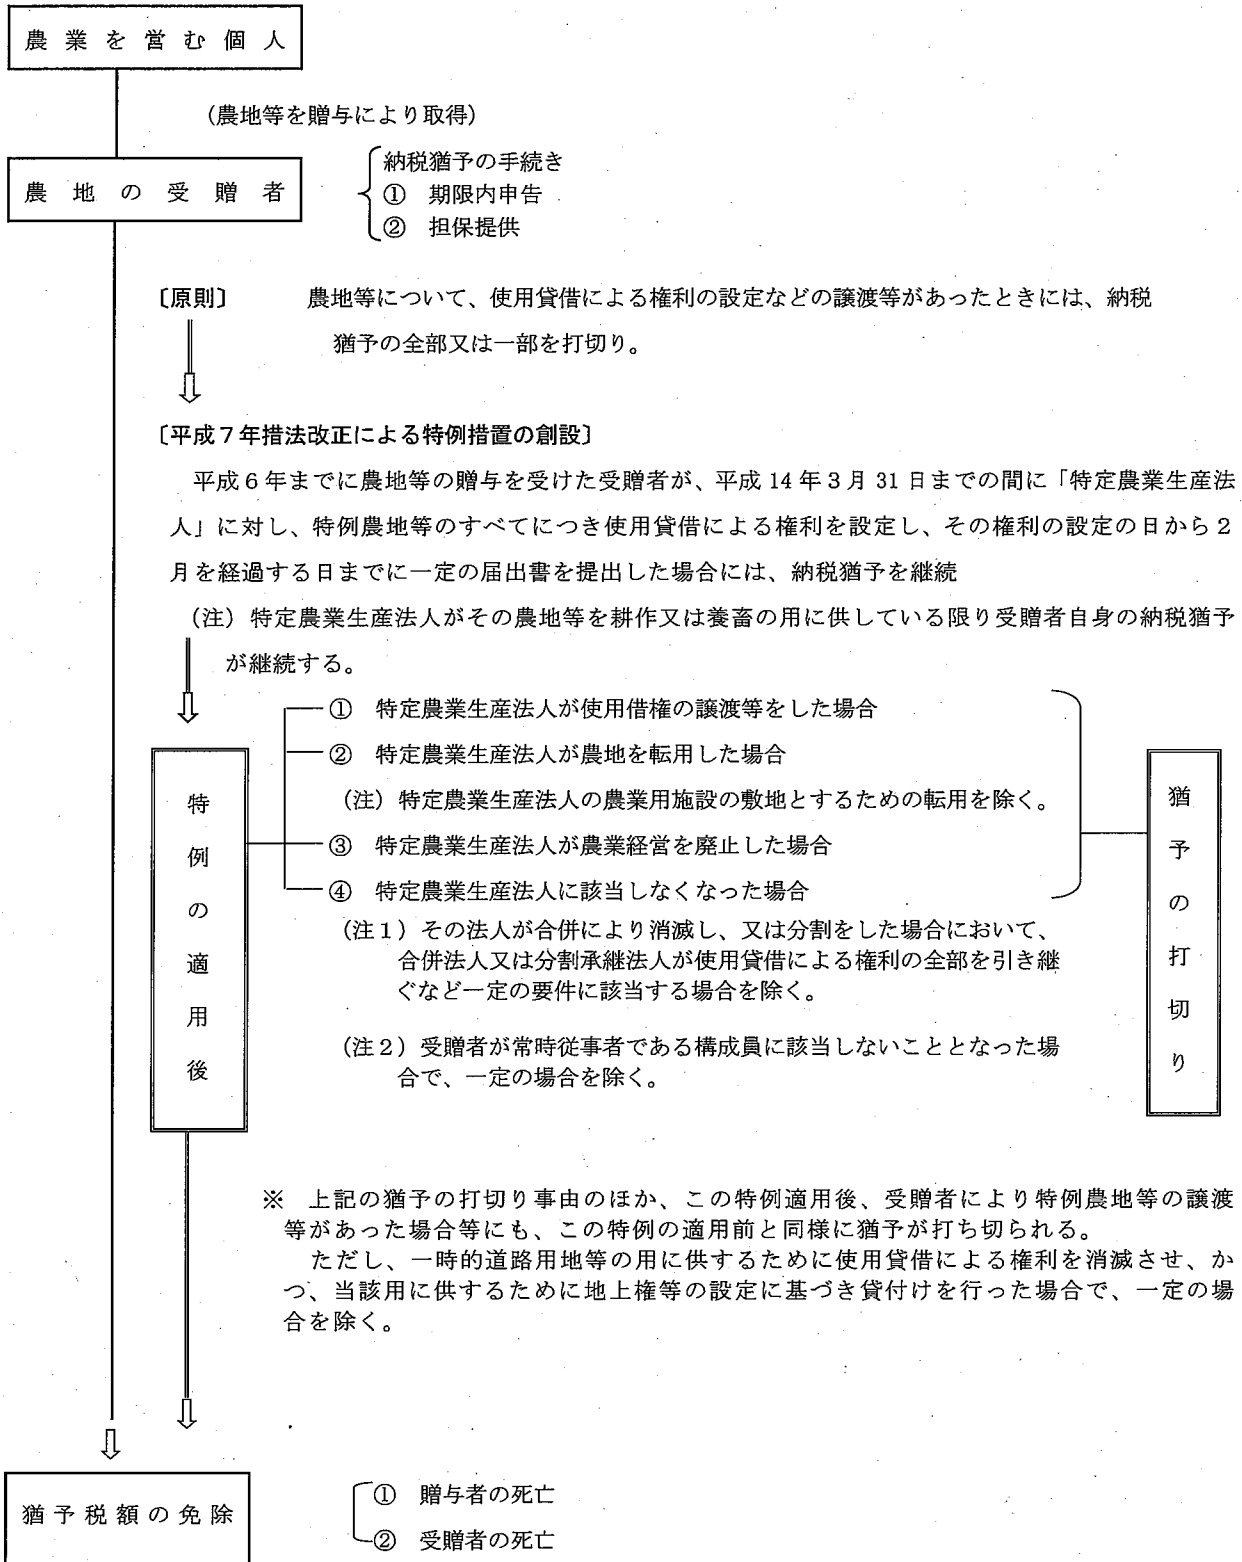 農業を営む個人
(農地等を贈与により取得)
農地の受贈者
納税猶予の手続き
① 期限内申告
② 担保提供
〔原則〕 農地等について、使用貸借による権利の設定などの譲渡等があったときには、納税
猶予の全部又は一部を打切り。
〔平成7年措法改正による特例措置の創設〕
平成6年までに農地等の贈与を受けた受贈者が、平成14年3月31日までの間に「特定農業生産法
人」に対し、特例農地等のすべてにつき使用貸借による権利を設定し、その権利の設定の日から2
月を経過する日までに一定の届出書を提出した場合には、納税猶予を継続
(注) 特定農業生産法人がその農地等を耕作又は養畜の用に供している限り受贈者自身の納税猶予
が継続する。
特例の適用後
① 特定農業生産法人が使用借権の譲渡等をした場合
② 特定農業生産法人が農地を転用した場合
(注) 特定農業生産法人の農業用施設の敷地とするための転用を除く。
③ 特定農業生産法人が農業経営を廃止した場合
④ 特定農業生産法人に該当しなくなった場合
(注1) その法人が合併により消滅し、又は分割をした場合において、
合併法人又は分割承継法人が使用貸借による権利の全部を引き継
ぐなど一定の要件に該当する場合を除く。
(注2) 受贈者が常時従事者である構成員に該当しないこととなった場
合で、一定の場合を除く。
猶予の打切り
※ 上記の猶予の打切り事由のほか、この特例適用後、受贈者により特例農地等の譲渡
等があった場合等にも、この特例の適用前と同様に猶予が打ち切られる。
ただし、一時的道路用地等の用に供するために使用貸借による権利を消滅させ、か
つ、当該用に供するために地上権等の設定に基づき貸付けを行った場合で、一定の場
合を除く。
猶予税額の免除
① 贈与者の死亡
② 受贈者の死亡